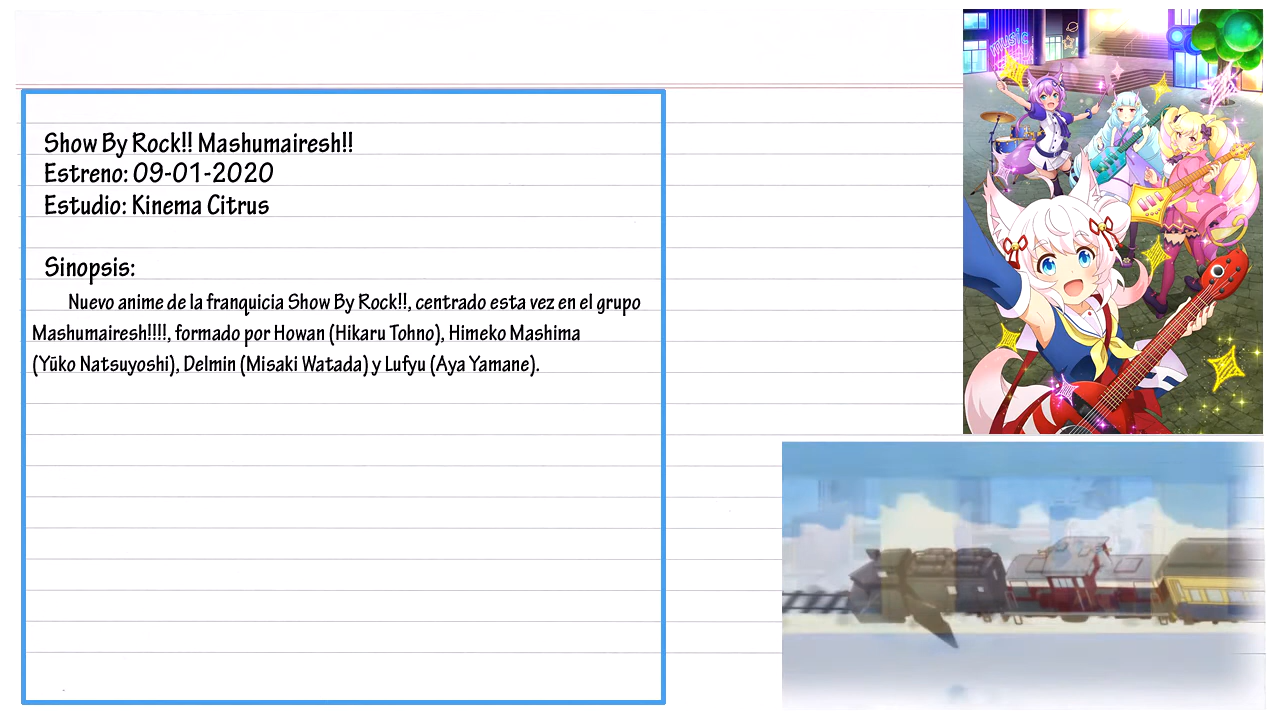 Show By Rock!! Mashumairesh!!
Estreno: 09-01-2020
Estudio: Kinema Citrus
Sinopsis:
Nuevo anime de la franquicia Show By Rock!!, centrado esta vez en el grupo
Mashumairesh!!!!, formado por Howan (Hikaru Tohno), Himeko Mashima
(Yūko Natsuyoshi), Delmin (Misaki Watada) y Lufyu (Aya Yamane).
music